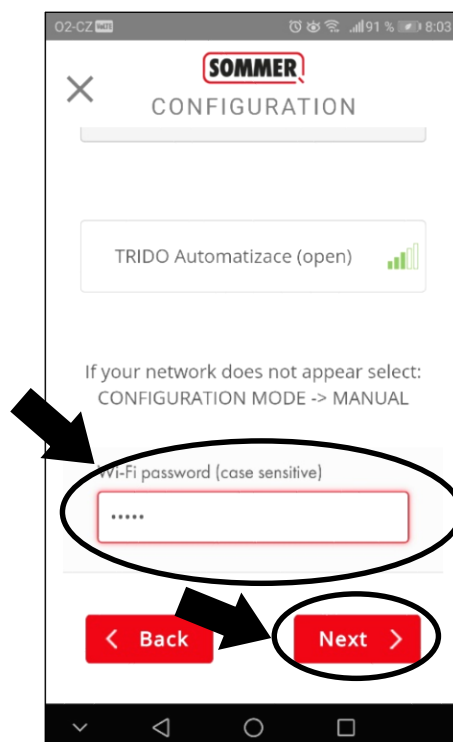 O2-CZ 91 % 8:03
SOMMER
CONFIGURATION
TRIDO Automatizace (open)
If your network does not appear select:
CONFIGURATION MODE -> MANUAL
Wi-Fi password (case sensitive)
•••••
Back Next